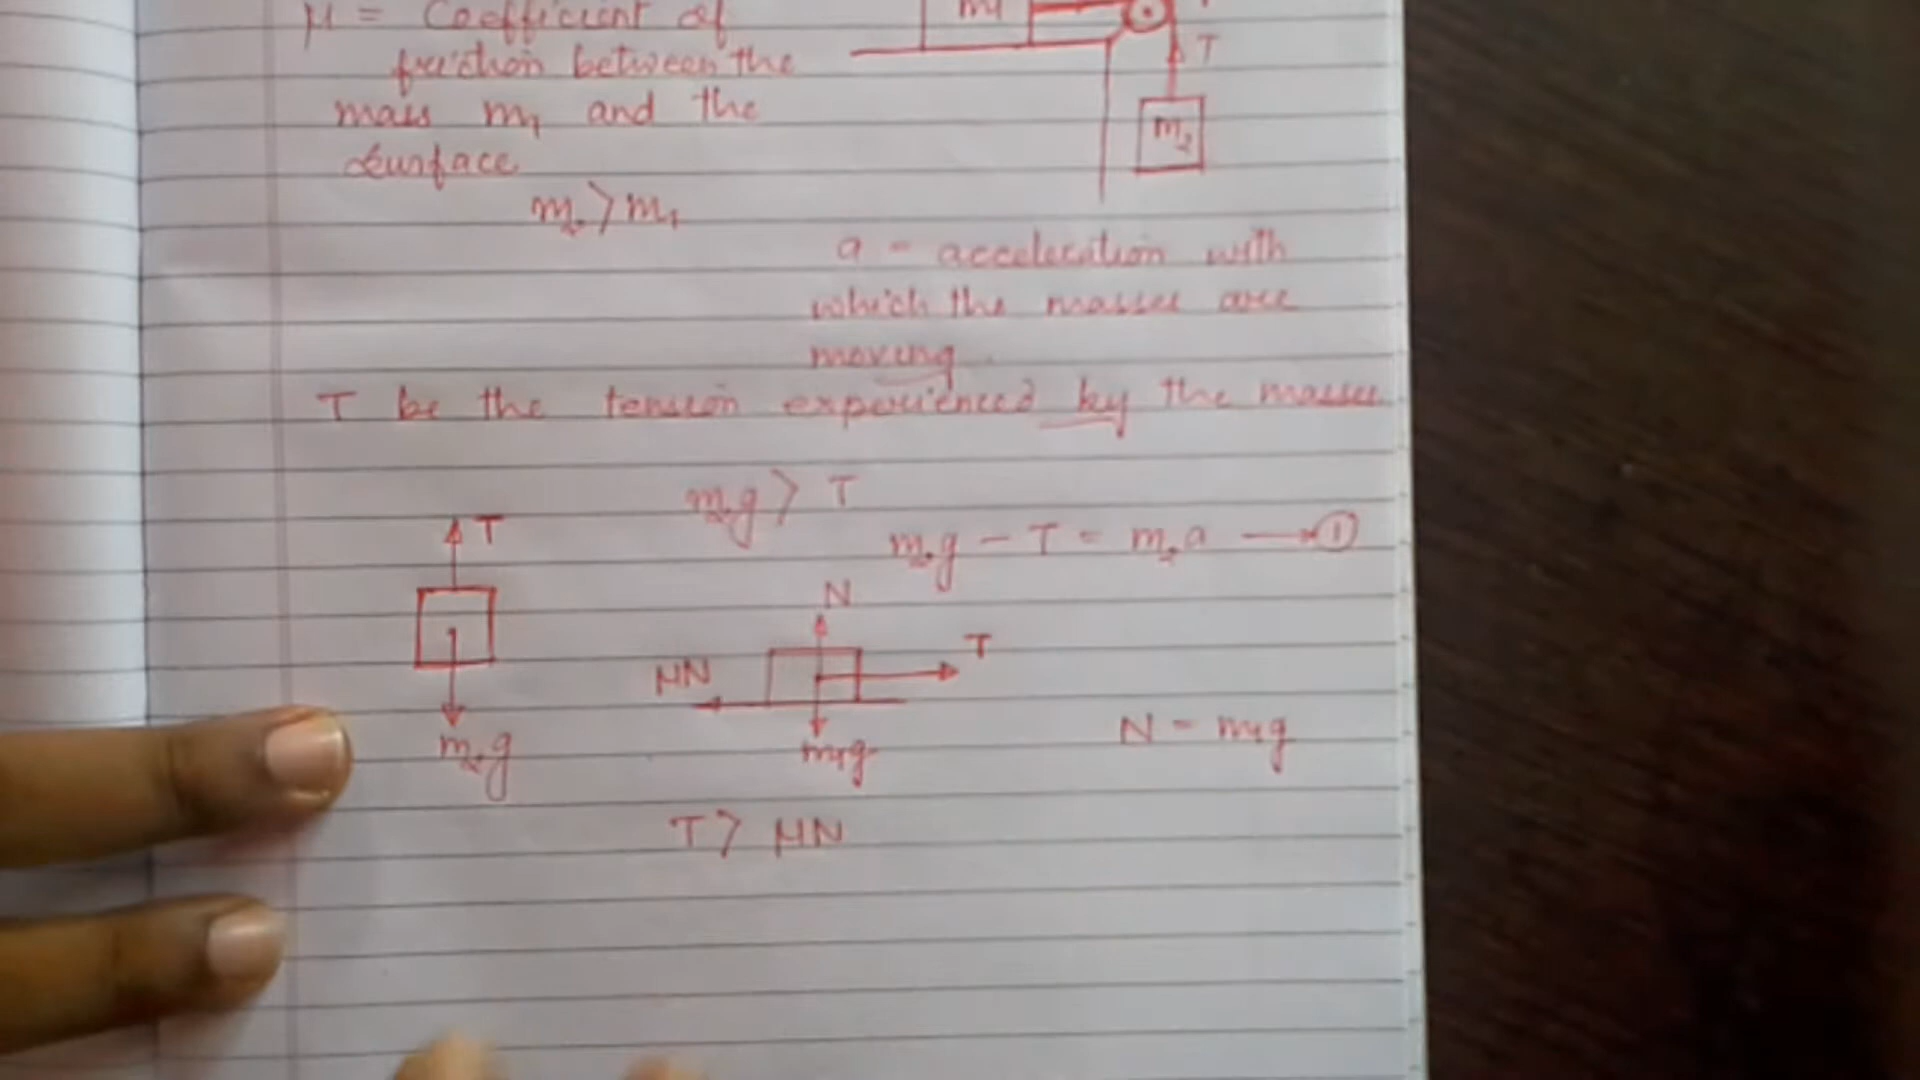 μ = Coefficient of
friction between the
mass m₁ and the
surface
m₂ > m₁
m₁
T
m₂
a - acceleration with
which the masses are
moving.
T be the tension experienced by the masses
m₂g > T
m₂g - T = m₂a → ①
T
m₂g
N
μN
T
m₁g
N - m₁g
T > μN